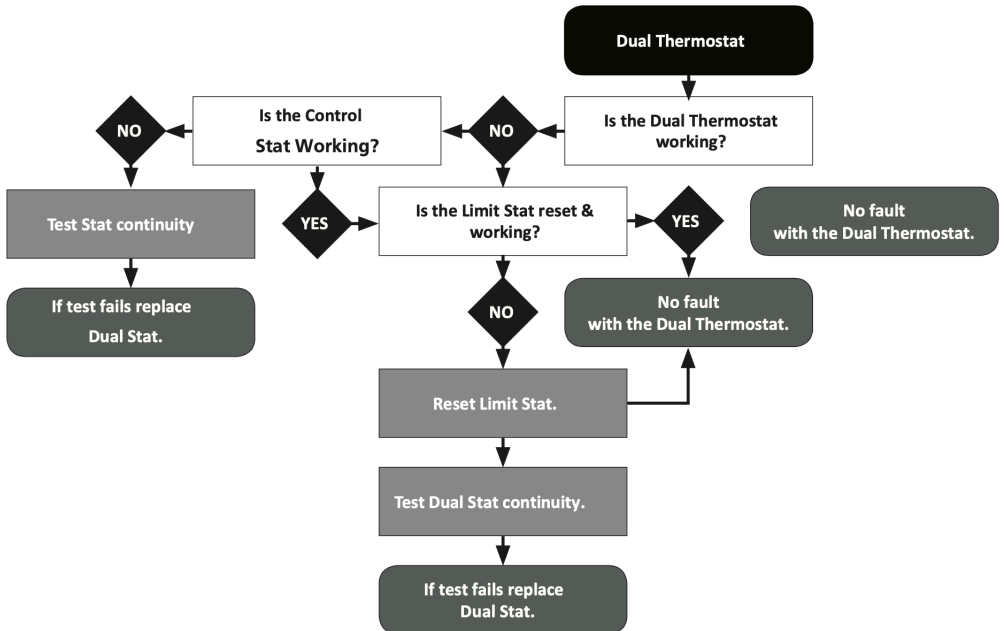 Dual Thermostat
Is the Dual Thermostat
working?
NO
Is the Control
Stat Working?
NO
Test Stat continuity
If test fails replace
Dual Stat.
YES
Is the Limit Stat reset &
working?
YES
No fault
with the Dual Thermostat.
No fault
with the Dual Thermostat.
NO
Reset Limit Stat.
Test Dual Stat continuity.
If test fails replace
Dual Stat.